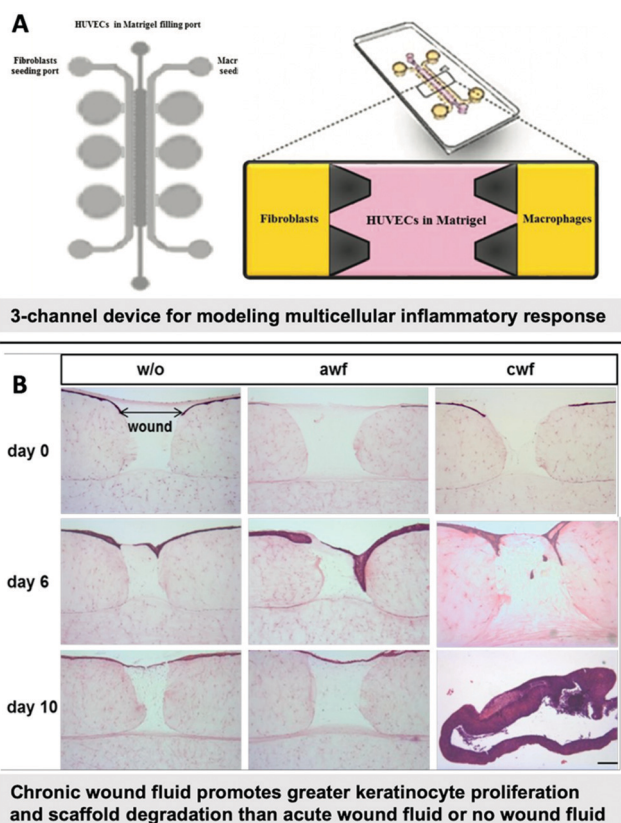 A
HUVECs in Matrigel filling port
Fibroblasts
seeding port
Fibroblasts
HUVECs in Matrigel
Macrophages
3-channel device for modeling multicellular inflammatory response
B
w/o
awf
cwf
wound
day 0
day 6
day 10
Chronic wound fluid promotes greater keratinocyte proliferation
and scaffold degradation than acute wound fluid or no wound fluid